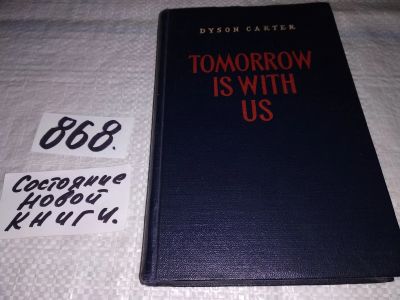 DYSON CARTER
TOMORROW
IS WITH
US
868.
Состояние
новой
книги.